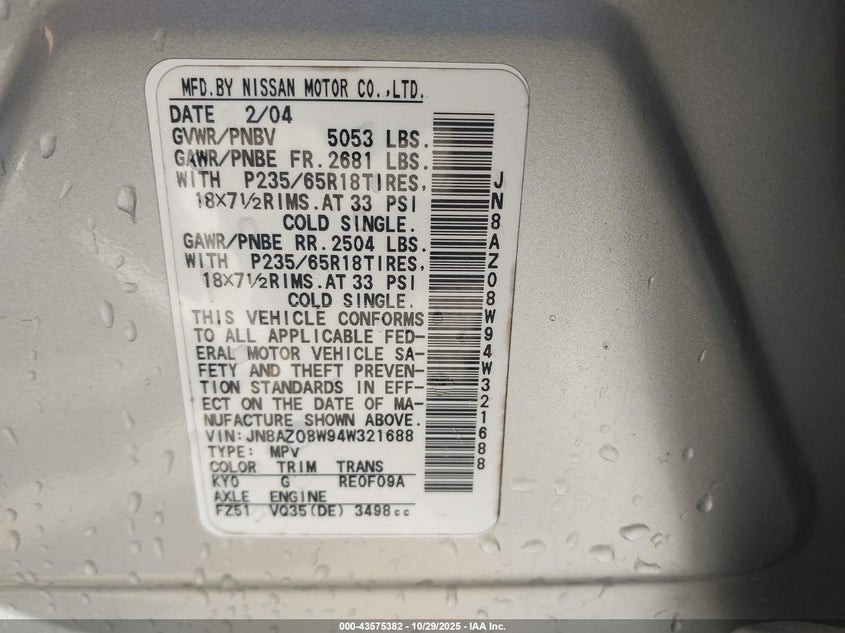 MFD.BY NISSAN MOTOR CO.,LTD.
DATE 2/04
GVWR/PNBV 5053 LBS.
GAWR/PNBE FR.2681 LBS.
WITH P235/65R18TIRES,
18×7½RIMS.AT 33 PSI
COLD SINGLE.
GAWR/PNBE RR.2504 LBS.
WITH P235/65R18TIRES,
18×7½RIMS.AT 33 PSI
COLD SINGLE.
THIS VEHICLE CONFORMS
TO ALL APPLICABLE FED-
ERAL MOTOR VEHICLE SA-
FETY AND THEFT PREVEN-
TION STANDARDS IN EFF-
ECT ON THE DATE OF MA-
NUFACTURE SHOWN ABOVE.
VIN:JN8AZ08W94W321688
TYPE: MPV
COLOR TRIM TRANS
KY0 G RE0F09A
AXLE ENGINE
FZ51 VQ35(DE) 3498cc
JN8AZ08W94W321688
000-43575382 - 10/29/2025 - IAA Inc.